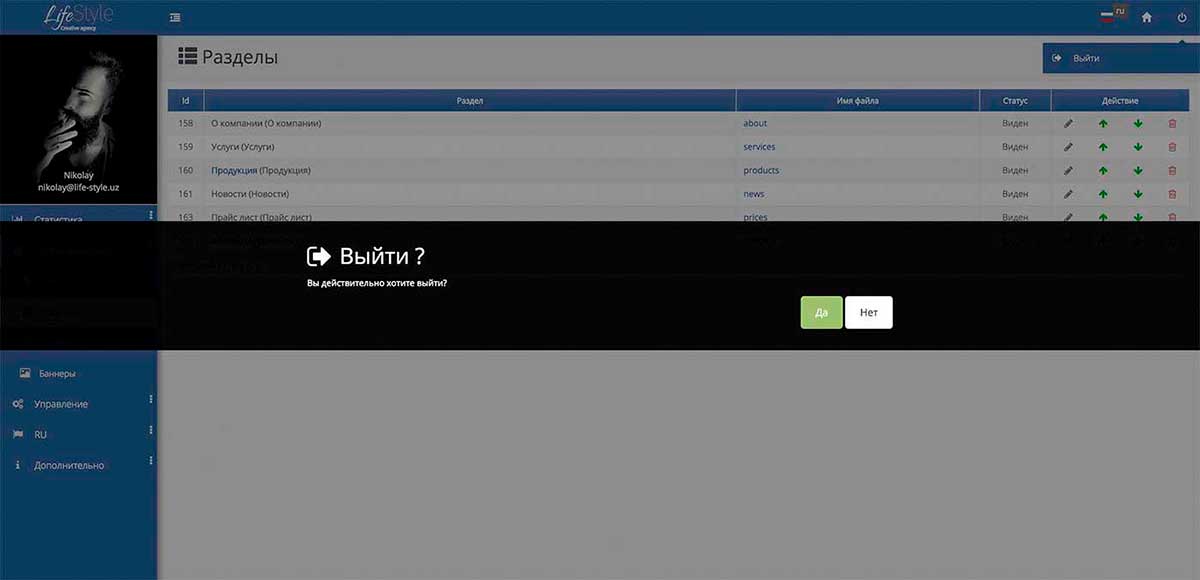 LifeStyle
Creative agency
ru
Разделы
Выйти
Id Раздел Имя файла Статус Действие
158 О компании (О компании) about Виден
159 Услуги (Услуги) services Виден
160 Продукция (Продукция) products Виден
161 Новости (Новости) news Виден
163 Прайс лист (Прайс лист) prices Виден
Nikolay
nikolay@life-style.uz
Статистика
Выйти ?
Вы действительно хотите выйти?
Да
Нет
Баннеры
Управление
RU
Дополнительно